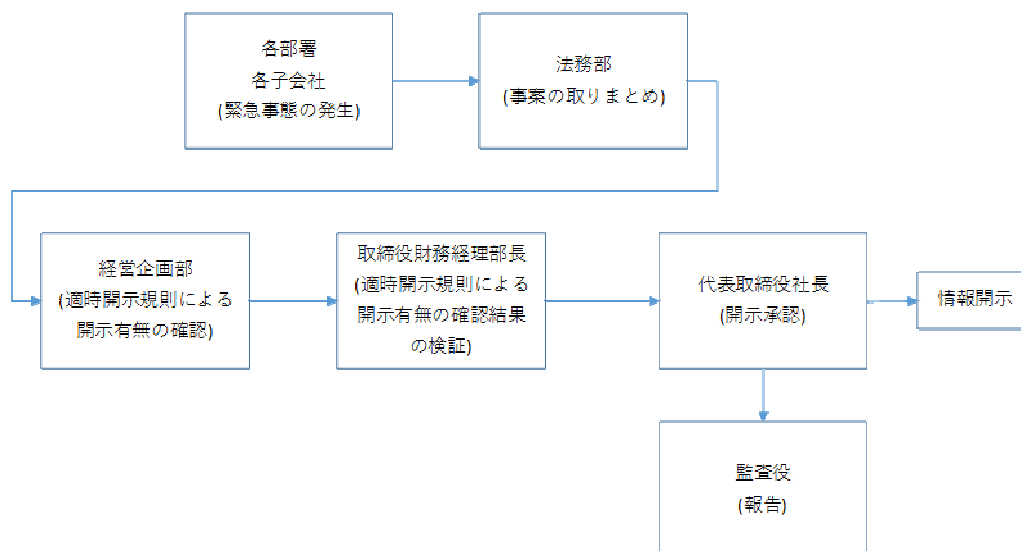 各部署
各子会社
(緊急事態の発生)
法務部
(事案の取りまとめ)
経営企画部
(適時開示規則による
開示有無の確認)
取締役財務経理部長
(適時開示規則による
開示有無の確認結果
の検証)
代表取締役社長
(開示承認)
情報開示
監査役
(報告)